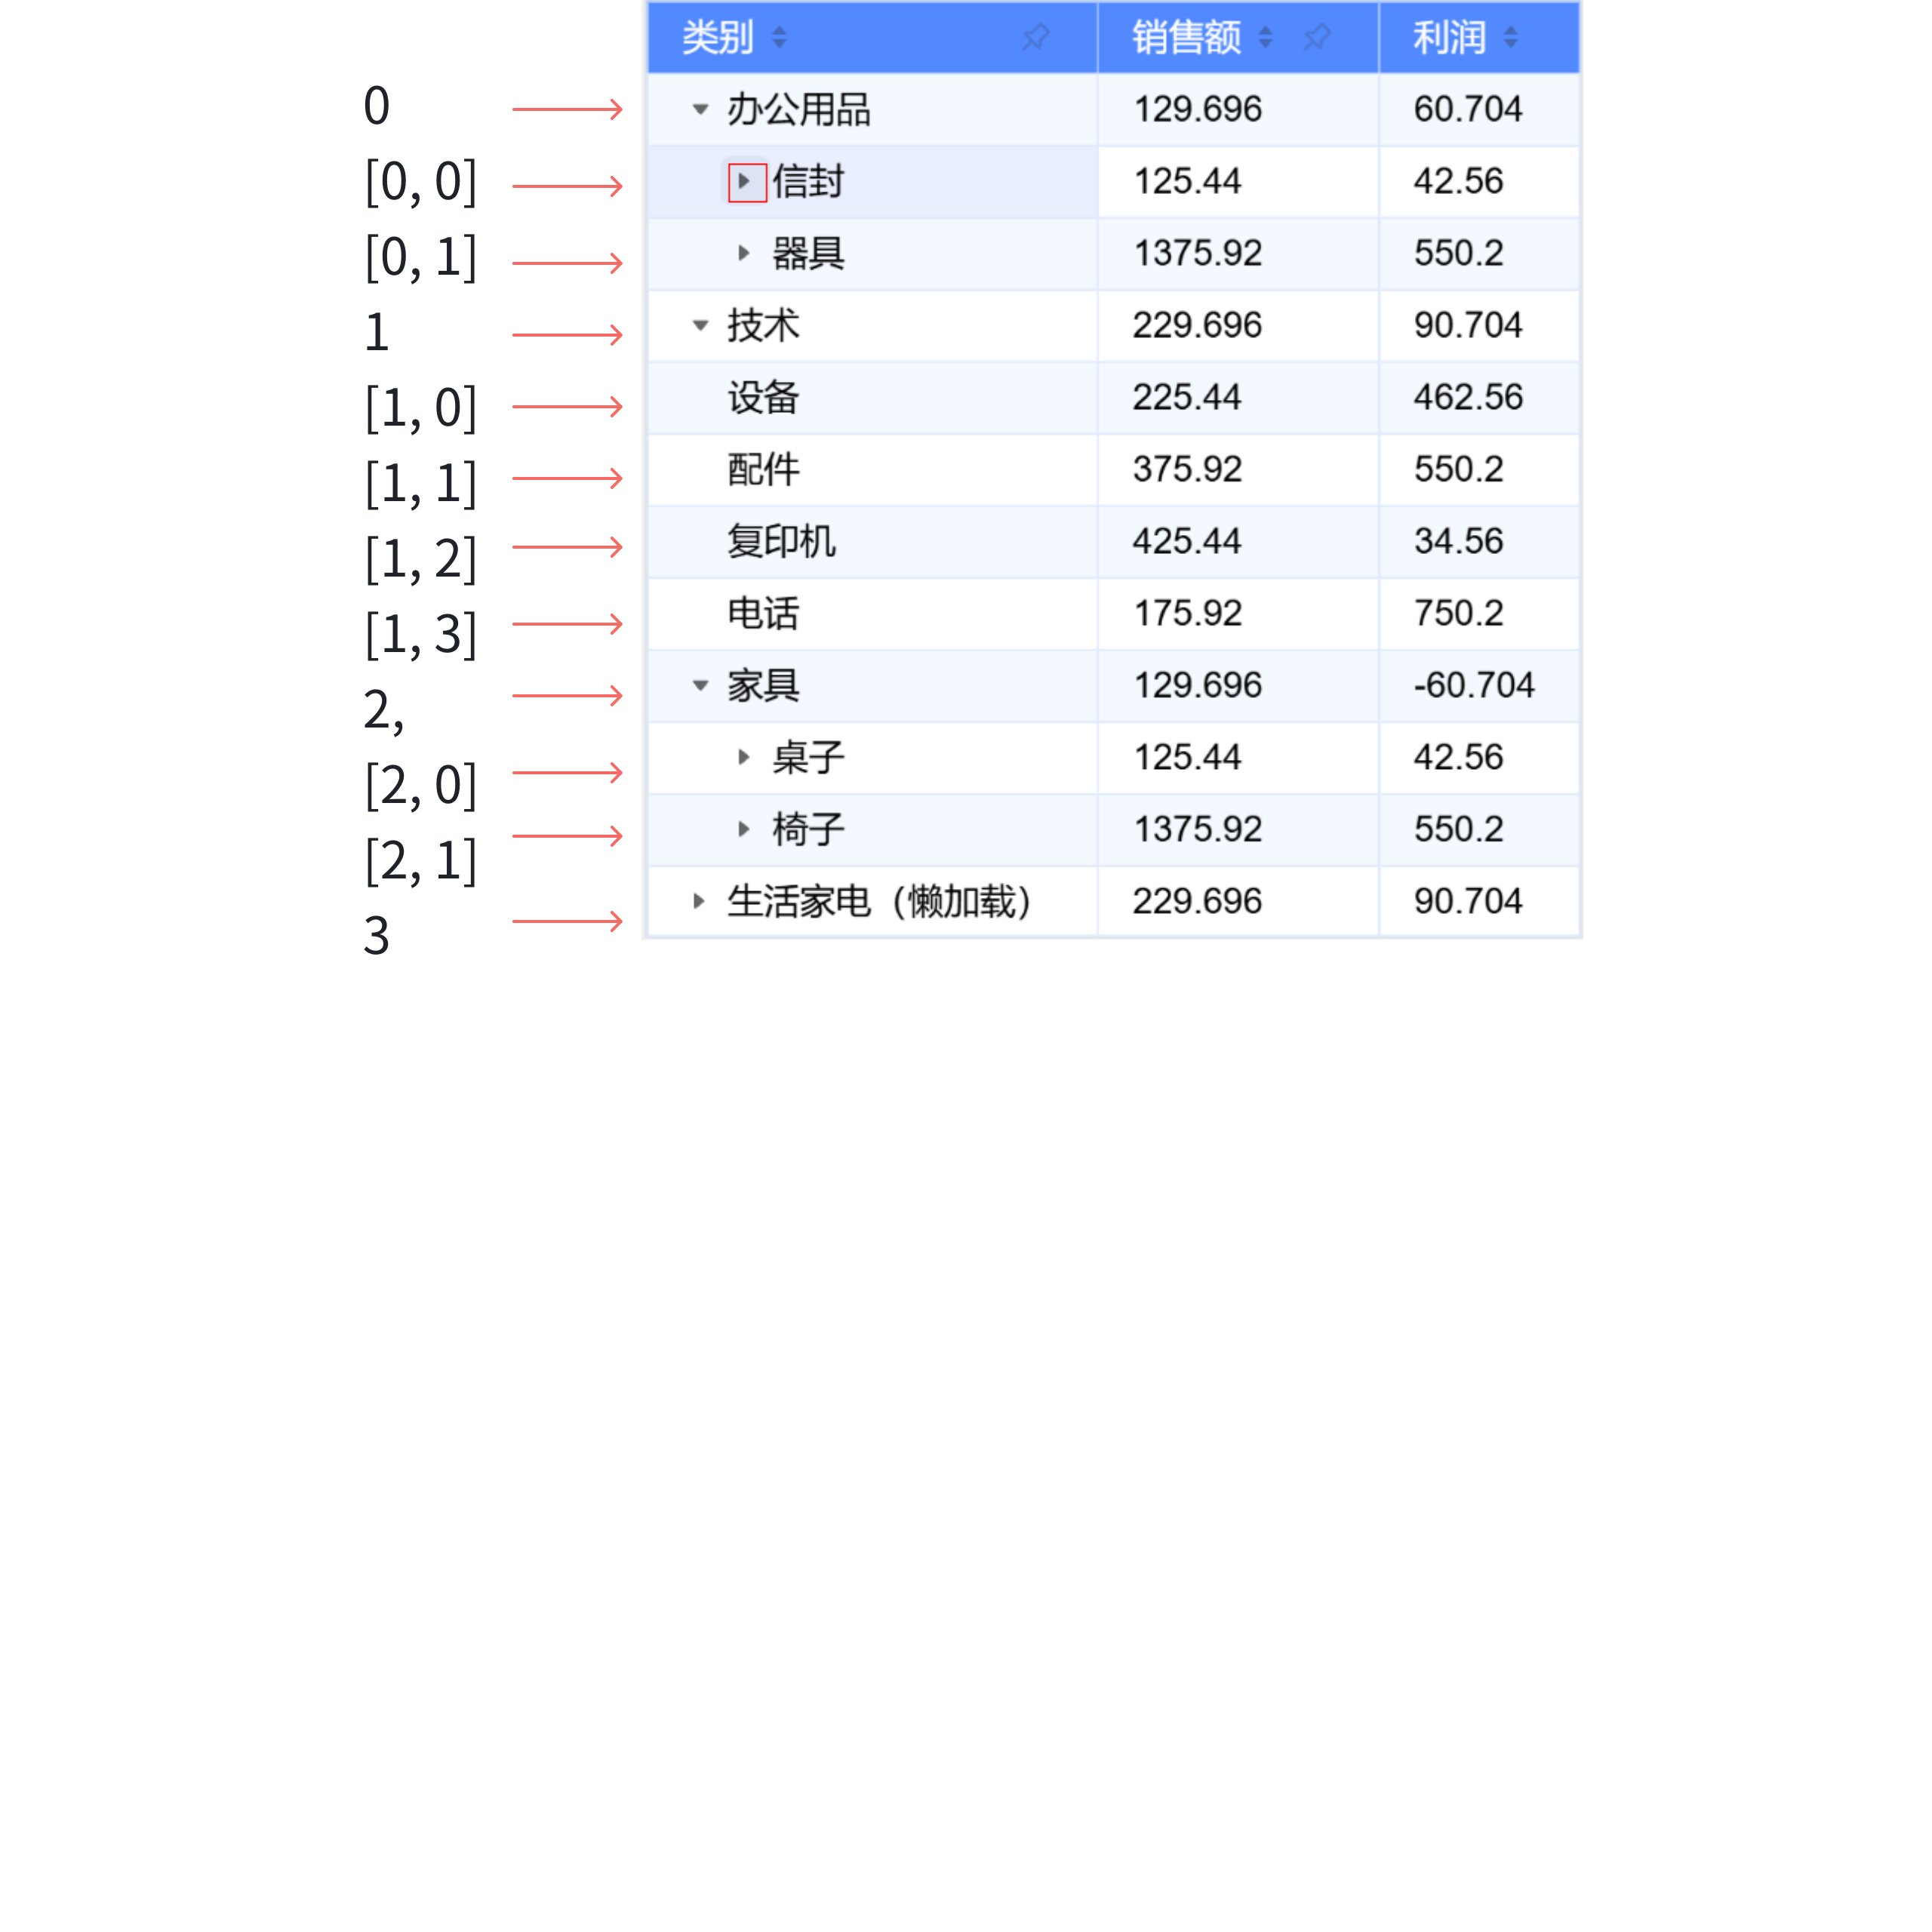 类别 销售额 利润
0 办公用品 129.696 60.704
[0, 0] 信封 125.44 42.56
[0, 1] 器具 1375.92 550.2
1 技术 229.696 90.704
[1, 0] 设备 225.44 462.56
[1, 1] 配件 375.92 550.2
[1, 2] 复印机 425.44 34.56
[1, 3] 电话 175.92 750.2
2, 家具 129.696 -60.704
[2, 0] 桌子 125.44 42.56
[2, 1] 椅子 1375.92 550.2
3 生活家电（懒加载） 229.696 90.704